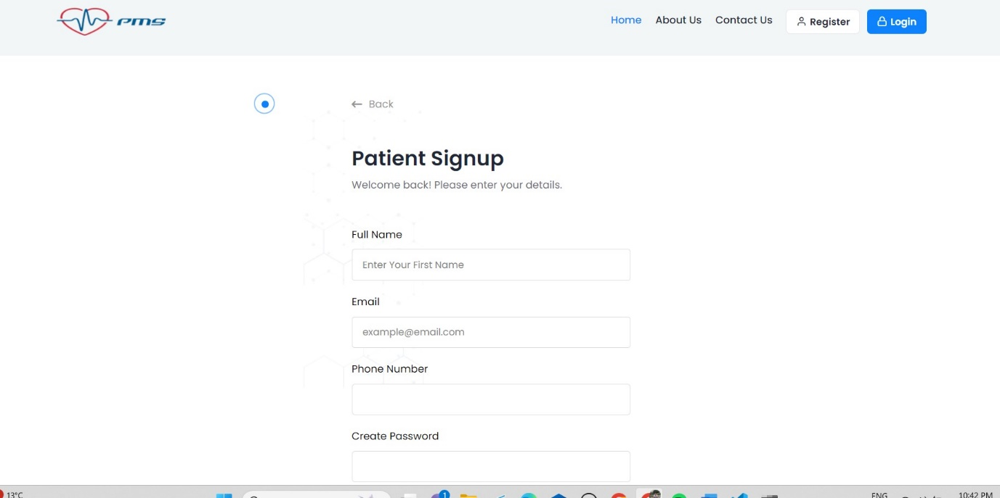 PMS
Home About Us Contact Us Register Login
Back
Patient Signup
Welcome back! Please enter your details.
Full Name
Enter Your First Name
Email
example@email.com
Phone Number
Create Password
1
13°C
ENG
10:42 PM